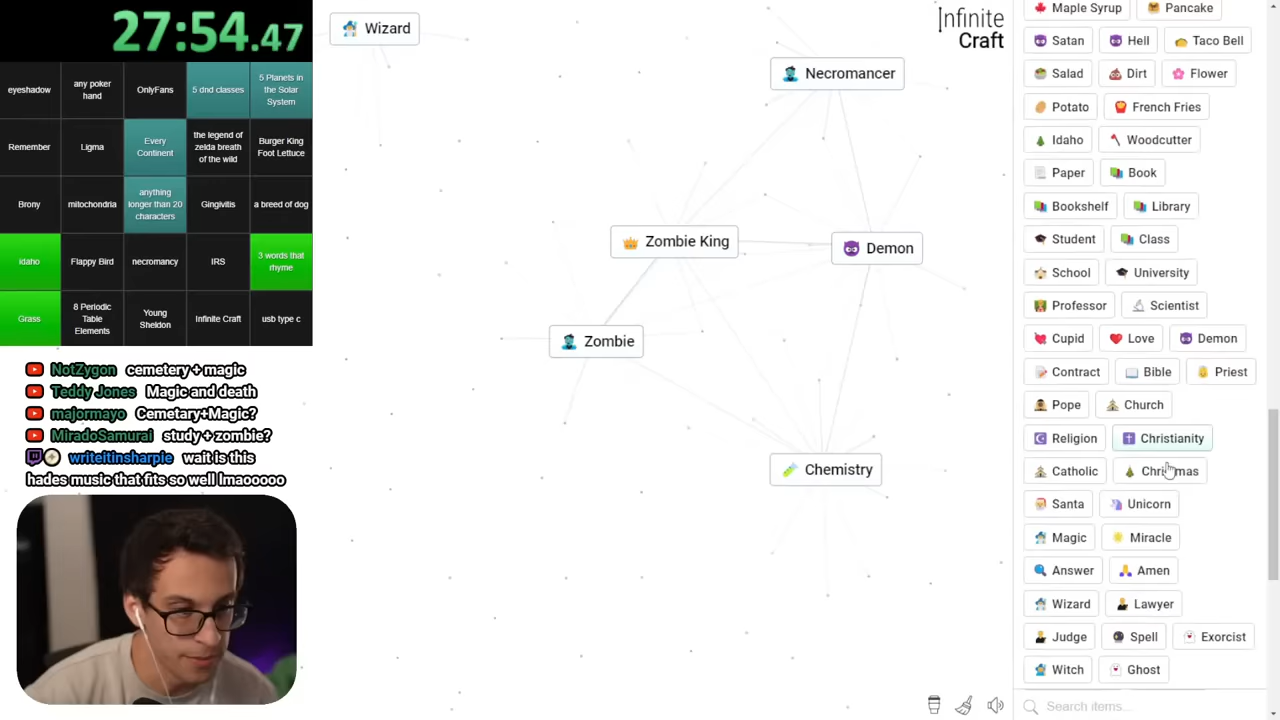 27:54.47
eyeshadow
any poker
hand
OnlyFans
5 dnd classes
5 Planets in
the Solar
System
Remember
Ligma
Every
Continent
the legend of
zelda breath
of the wild
Burger King
Foot Lettuce
Brony
mitochondria
anything
longer than 20
characters
Gingivitis
a breed of dog
idaho
Flappy Bird
necromancy
IRS
3 words that
rhyme
Grass
8 Periodic
Table
Elements
Young
Sheldon
Infinite Craft
usb type c
NotZygon cemetery + magic
Teddy Jones Magic and death
majormayo Cemetary+Magic?
MiradoSamurai study + zombie?
writeitinsharpie wait is this
hades music that fits so well lmaooooo
Wizard
Infinite
Craft
Necromancer
Zombie King
Demon
Zombie
Chemistry
Maple Syrup
Pancake
Satan
Hell
Taco Bell
Salad
Dirt
Flower
Potato
French Fries
Idaho
Woodcutter
Paper
Book
Bookshelf
Library
Student
Class
School
University
Professor
Scientist
Cupid
Love
Demon
Contract
Bible
Priest
Pope
Church
Religion
Christianity
Catholic
Christmas
Santa
Unicorn
Magic
Miracle
Answer
Amen
Wizard
Lawyer
Judge
Spell
Exorcist
Witch
Ghost
Search items...